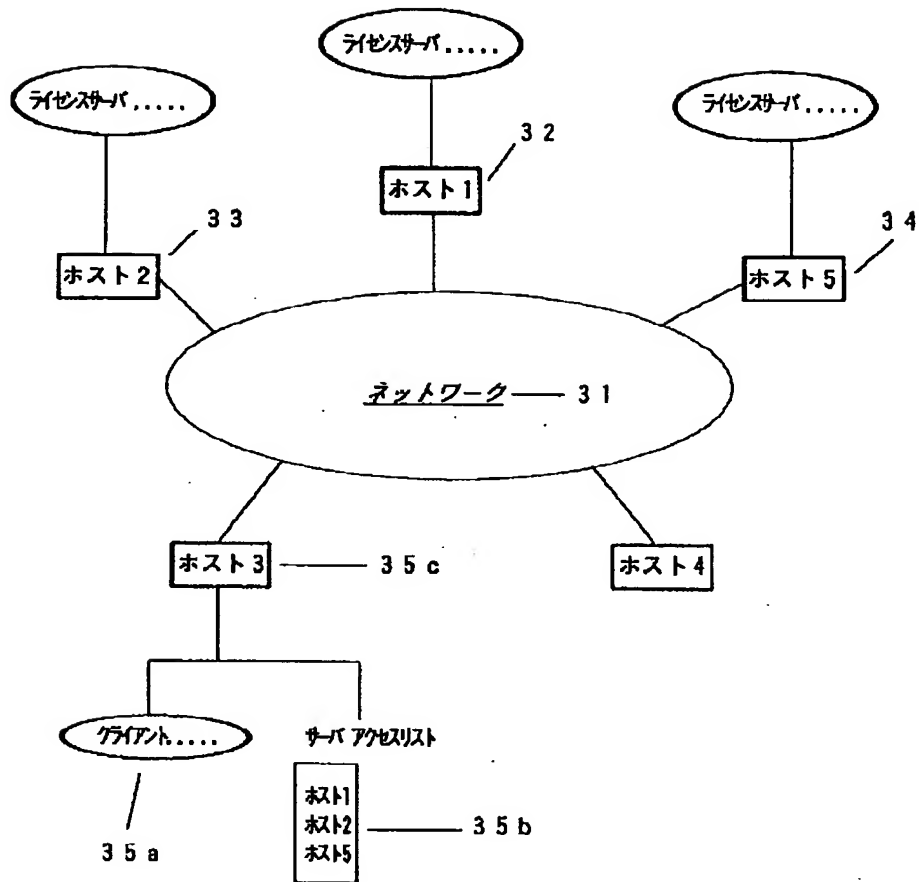 ライセンスサーバ.....
ライセンスサーバ.....
ライセンスサーバ.....
32
ホスト1
33
34
ホスト2
ホスト5
ネットワーク
31
ホスト3
35c
ホスト4
クライアント.....
サーバ アクセスリスト
ホスト1
ホスト2
ホスト5
35b
35a